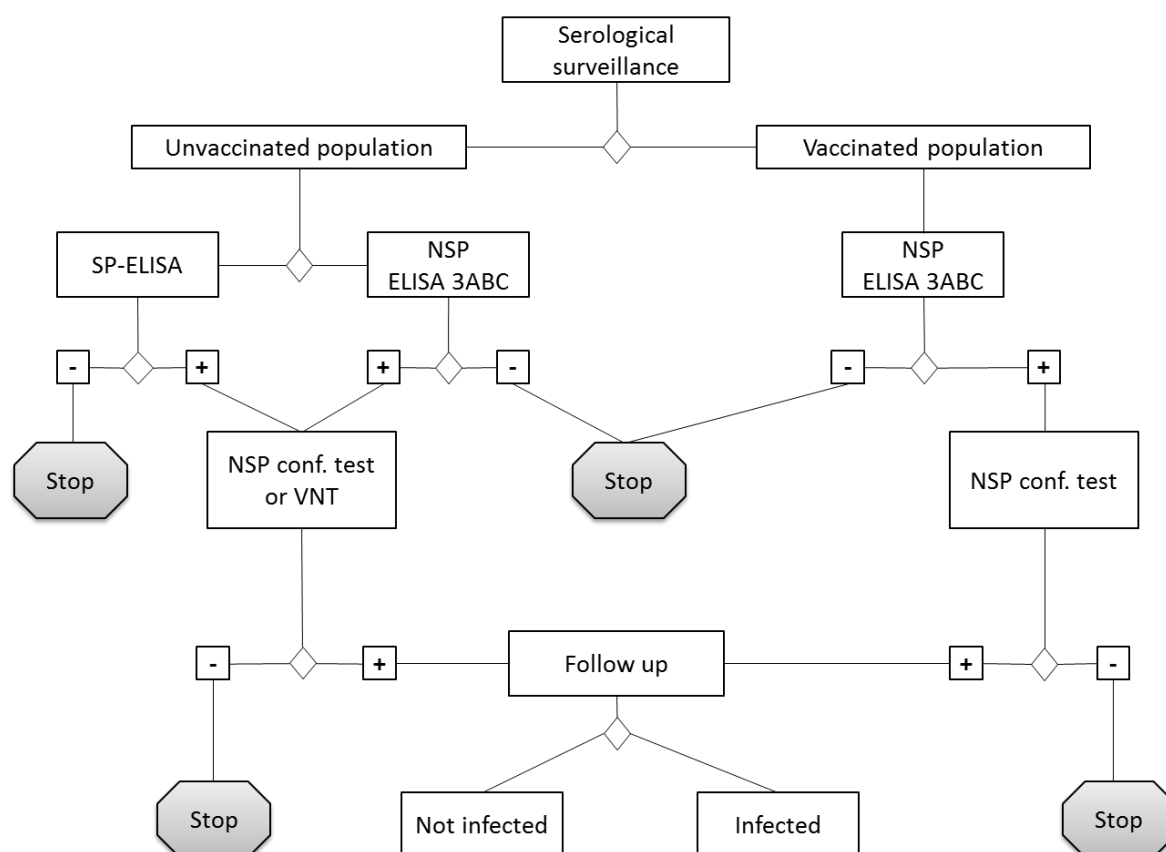 Serological
surveillance
Unvaccinated population
Vaccinated population
SP-ELISA
NSP
ELISA 3ABC
NSP
ELISA 3ABC
-
+
+
-
-
+
Stop
NSP conf. test
or VNT
Stop
NSP conf. test
-
+
Follow up
+
-
Stop
Not infected
Infected
Stop